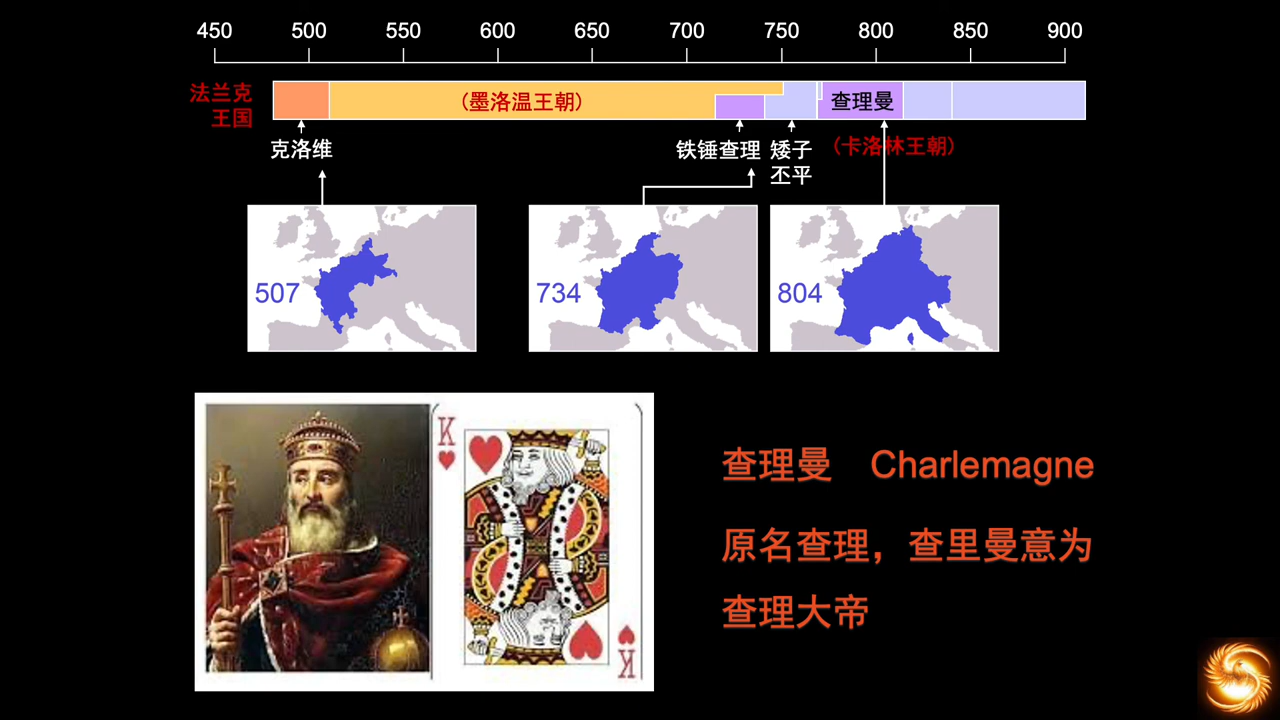 450 500 550 600 650 700 750 800 850 900
法兰克
王国
(墨洛温王朝)
查理曼
克洛维
铁锤查理
矮子
丕平
(卡洛林王朝)
507
734
804
K
K
查理曼 Charlemagne
原名查理，查里曼意为
查理大帝